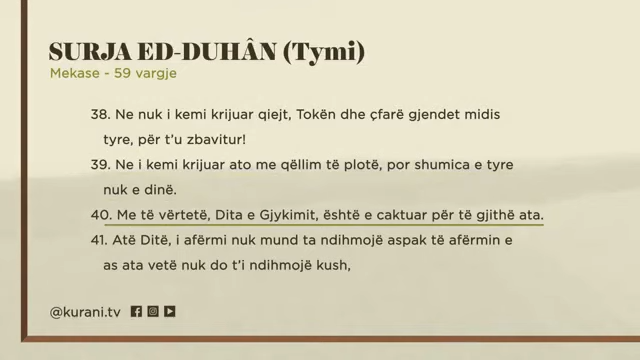 SURJA ED-DUHÂN (Tymi)
Mekase - 59 vargje
38. Ne nuk i kemi krijuar qiejt, Tokën dhe çfarë gjendet midis
tyre, për t'u zbavitur!
39. Ne i kemi krijuar ato me qëllim të plotë, por shumica e tyre
nuk e dinë.
40. Me të vërtetë, Dita e Gjykimit, është e caktuar për të gjithë ata.
41. Atë Ditë, i afërmi nuk mund ta ndihmojë aspak të afërmin e
as ata vetë nuk do t'i ndihmojë kush,
@kurani.tv